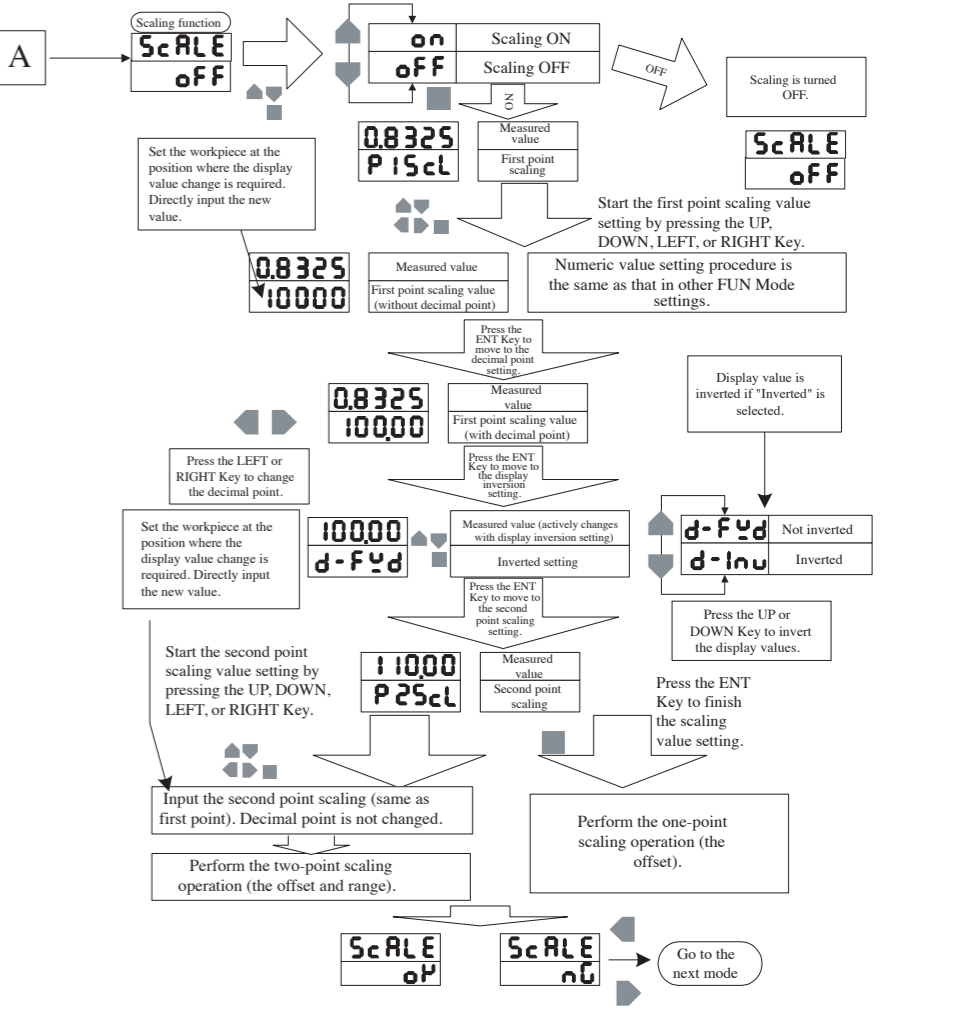 Scaling function
A
ScALE
oFF
on
Scaling ON
oFF
Scaling OFF
OFF
Scaling is turned
OFF.
ScALE
oFF
NO
0.8325
P1ScL
Measured
value
First point
scaling
Set the workpiece at the
position where the display
value change is required.
Directly input the new
value.
Start the first point scaling value
setting by pressing the UP,
DOWN, LEFT, or RIGHT Key.
0.8325
10000
Measured value
First point scaling value
(without decimal point)
Numeric value setting procedure is
the same as that in other FUN Mode
settings.
Press the
ENT Key to
move to the
decimal point
setting.
0.8325
100.00
Measured
value
First point scaling value
(with decimal point)
Display value is
inverted if "Inverted" is
selected.
Press the LEFT or
RIGHT Key to change
the decimal point.
Press the ENT
Key to move to
the display
inversion
setting.
Set the workpiece at the
position where the
display value change is
required. Directly input
the new value.
100.00
d-Fwd
Measured value (actively changes
with display inversion setting)
Inverted setting
d-Fwd
Not inverted
d-Inv
Inverted
Press the ENT
Key to move to
the second
point scaling
setting.
Press the UP or
DOWN Key to invert
the display values.
Start the second point
scaling value setting by
pressing the UP, DOWN,
LEFT, or RIGHT Key.
110.00
P2ScL
Measured
value
Second point
scaling
Press the ENT
Key to finish
the scaling
value setting.
Input the second point scaling (same as
first point). Decimal point is not changed.
Perform the two-point scaling
operation (the offset and range).
Perform the one-point
scaling operation (the
offset).
ScALE
oK
ScALE
nG
Go to the
next mode